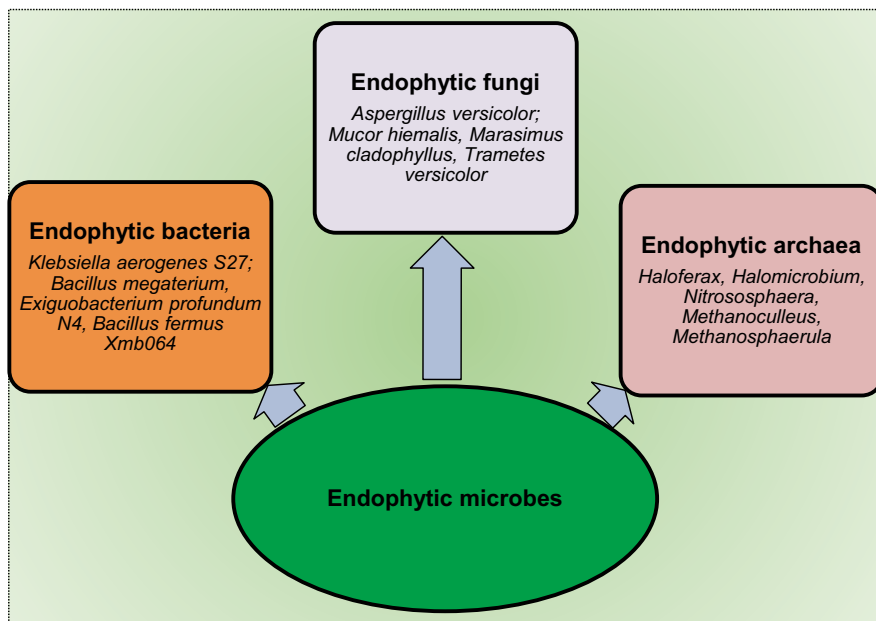 Endophytic fungi
Aspergillus versicolor;
Mucor hiemalis, Marasimus
cladophyllus, Trametes
versicolor
Endophytic bacteria
Klebsiella aerogenes S27;
Bacillus megaterium,
Exiguobacterium profundum
N4, Bacillus fermus
Xmb064
Endophytic archaea
Haloferax, Halomicrobium,
Nitrososphaera,
Methanoculleus,
Methanosphaerula
Endophytic microbes